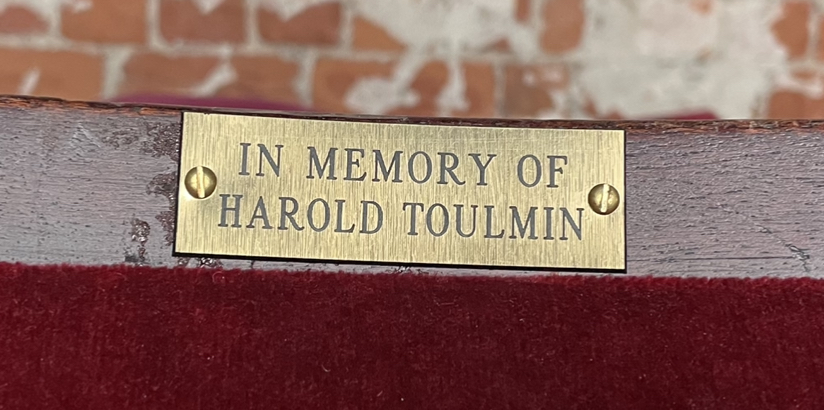 IN MEMORY OF
HAROLD TOULMIN